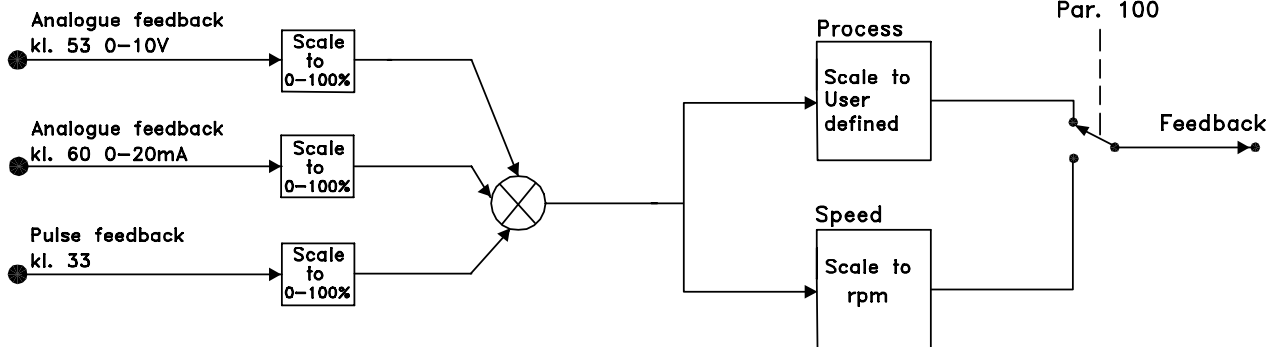 Analogue feedback
kl. 53 0–10V
Scale
to
0–100%
Analogue feedback
kl. 60 0–20mA
Scale
to
0–100%
Pulse feedback
kl. 33
Scale
to
0–100%
Process
Scale to
User
defined
Speed
Scale to
rpm
Par. 100
Feedback